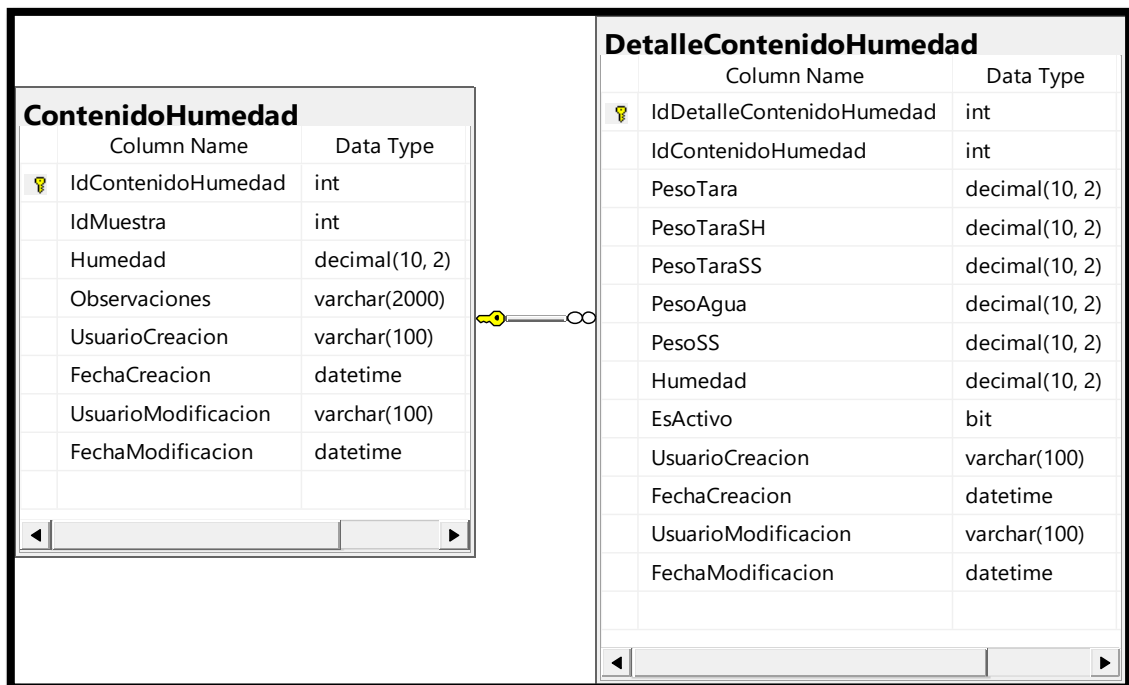 ContenidoHumedad
Column Name Data Type
IdContenidoHumedad int
IdMuestra int
Humedad decimal(10, 2)
Observaciones varchar(2000)
UsuarioCreacion varchar(100)
FechaCreacion datetime
UsuarioModificacion varchar(100)
FechaModificacion datetime
DetalleContenidoHumedad
Column Name Data Type
IdDetalleContenidoHumedad int
IdContenidoHumedad int
PesoTara decimal(10, 2)
PesoTaraSH decimal(10, 2)
PesoTaraSS decimal(10, 2)
PesoAgua decimal(10, 2)
PesoSS decimal(10, 2)
Humedad decimal(10, 2)
EsActivo bit
UsuarioCreacion varchar(100)
FechaCreacion datetime
UsuarioModificacion varchar(100)
FechaModificacion datetime